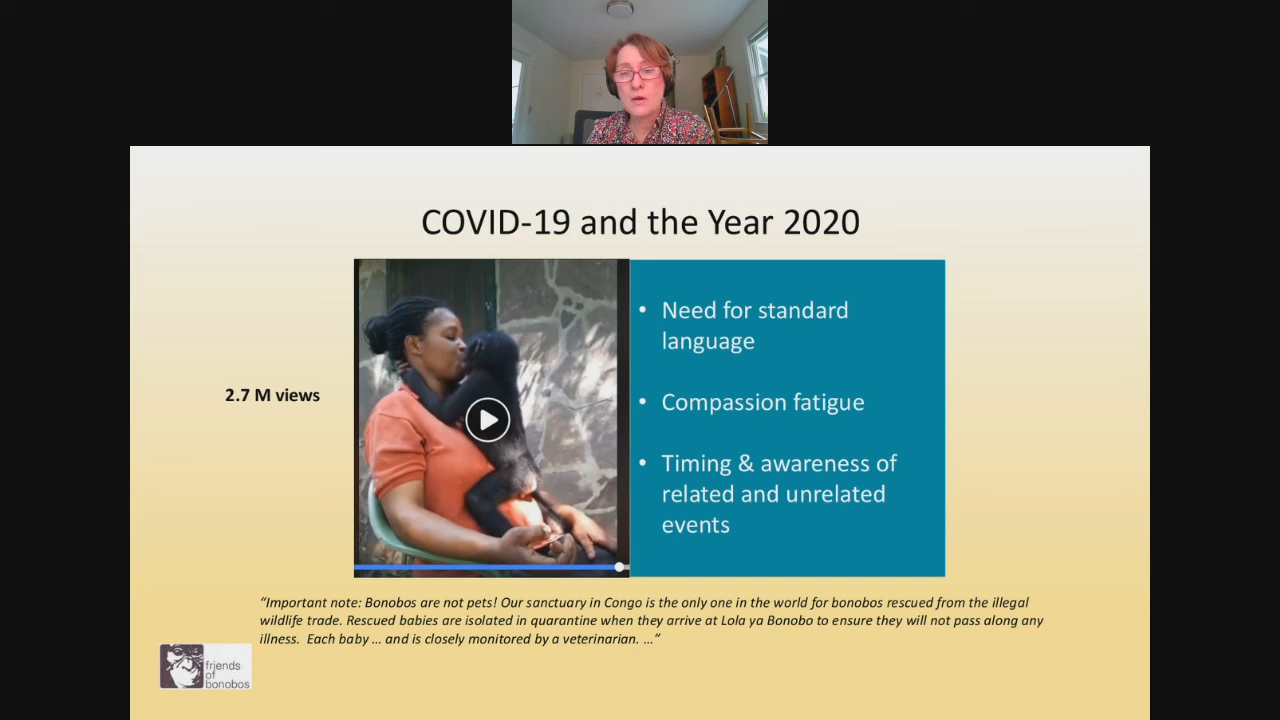 COVID-19 and the Year 2020
2.7 M views
• Need for standard
language
• Compassion fatigue
• Timing & awareness of
related and unrelated
events
“Important note: Bonobos are not pets! Our sanctuary in Congo is the only one in the world for bonobos rescued from the illegal
wildlife trade. Rescued babies are isolated in quarantine when they arrive at Lola ya Bonobo to ensure they will not pass along any
illness. Each baby … and is closely monitored by a veterinarian. …”
friends
of
bonobos